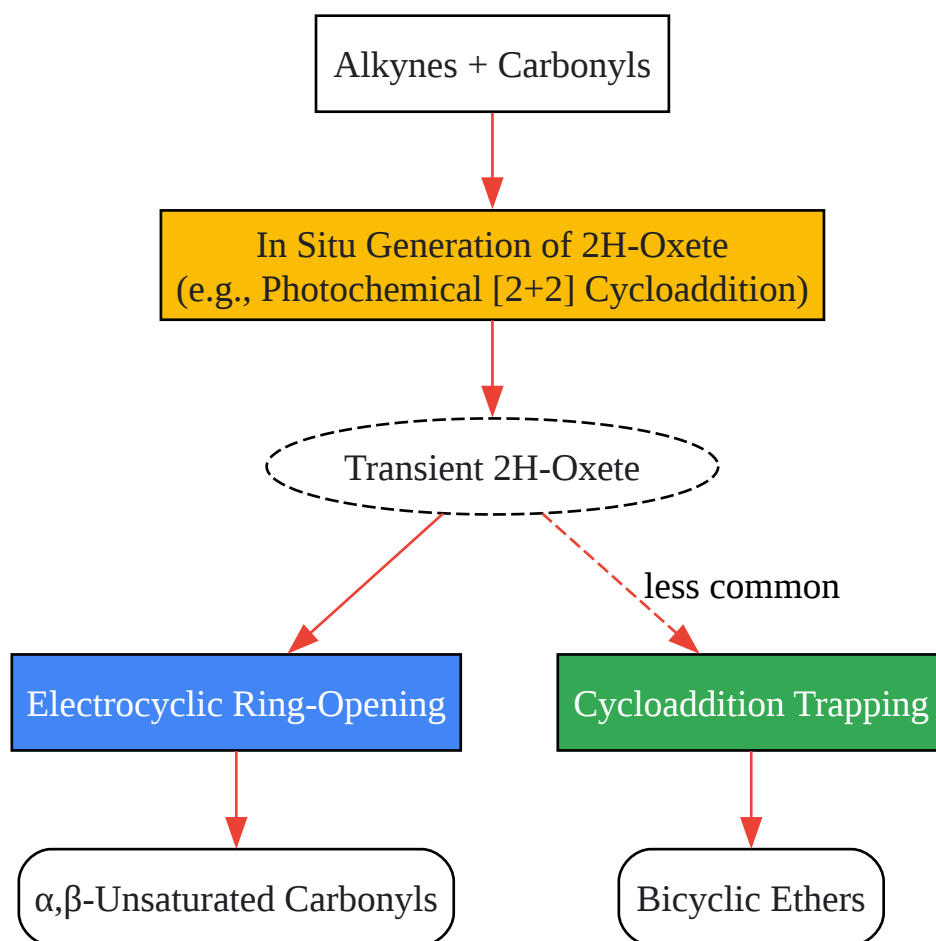 Alkynes + Carbonyls
In Situ Generation of 2H-Oxete
(e.g., Photochemical [2+2] Cycloaddition)
Transient 2H-Oxete
less common
Electrocyclic Ring-Opening
Cycloaddition Trapping
α,β-Unsaturated Carbonyls
Bicyclic Ethers